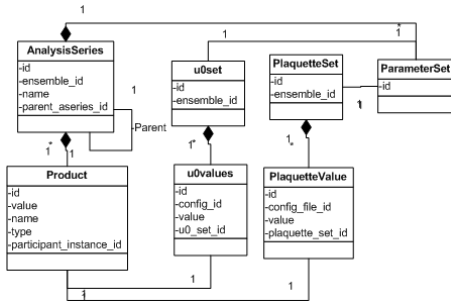 1
1
1
*
1
AnalysisSeries
-id
-ensemble_id
-name
-parent_aseries_id
1
-Parent
u0set
-id
-ensemble_id
PlaquetteSet
-id
-ensemble_id
ParameterSet
-id
1
1
1
*
1
1
*
1
*
Product
-id
-value
-name
-type
-participant_instance_id
u0values
-id
-config_id
-value
-u0_set_id
PlaquetteValue
-id
-config_file_id
-value
-plaquette_set_id
1
1
1
1